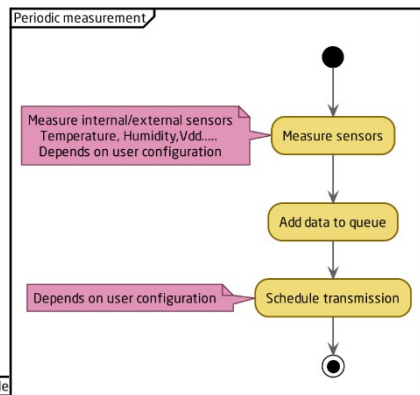 Periodic measurement
Measure internal/external sensors
Temperature, Humidity,Vdd.....
Depends on user configuration
Measure sensors
Add data to queue
Depends on user configuration
Schedule transmission